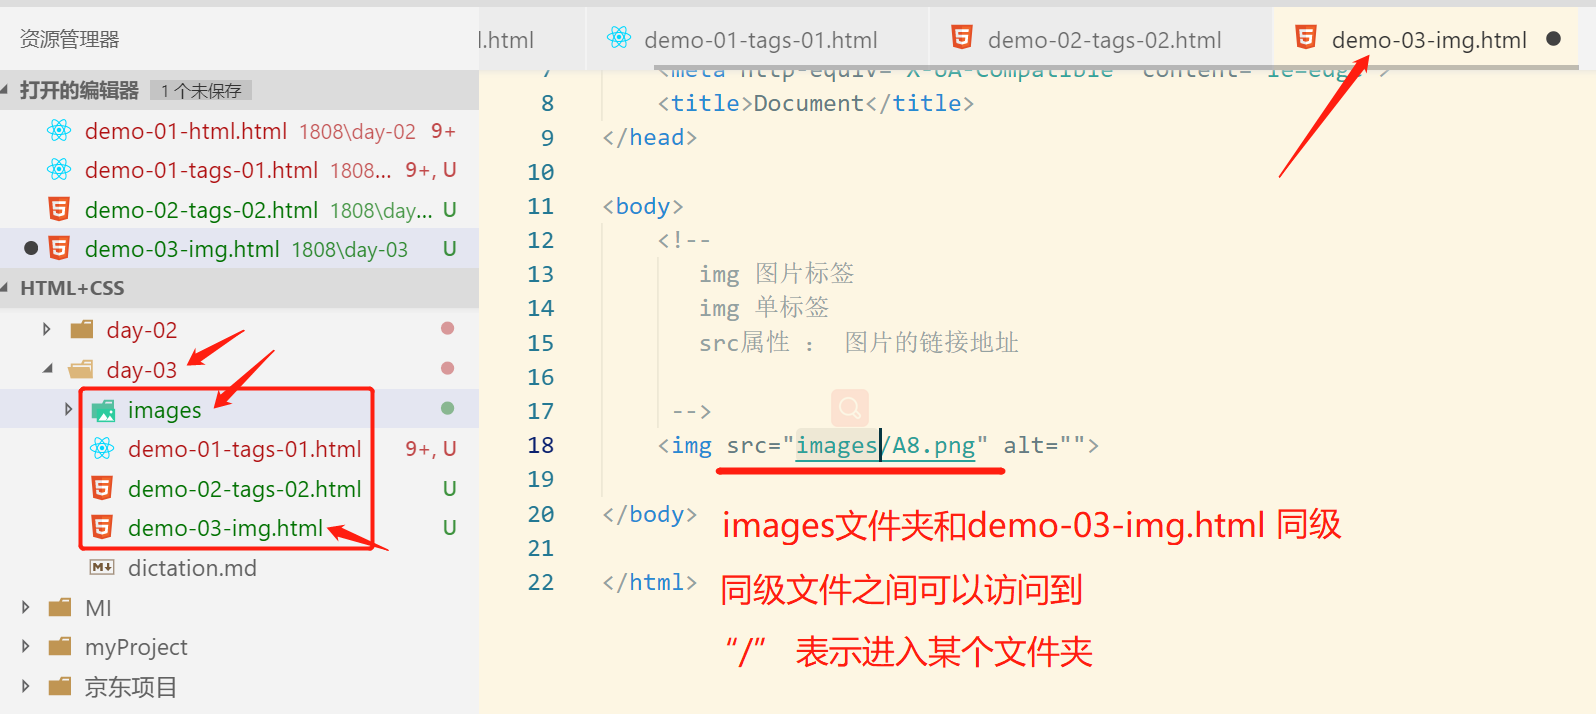 资源管理器
打开的编辑器 1 个未保存
demo-01-html.html 1808\day-02 9+
demo-01-tags-01.html 1808... 9+, U
demo-02-tags-02.html 1808\day... U
demo-03-img.html 1808\day-03 U
HTML+CSS
day-02
day-03
images
demo-01-tags-01.html 9+, U
demo-02-tags-02.html U
demo-03-img.html U
dictation.md
MI
myProject
京东项目
l.html demo-01-tags-01.html demo-02-tags-02.html demo-03-img.html
7 <meta http-equiv="X-UA-Compatible" content="ie=edge">
8 <title>Document</title>
9 </head>
10
11 <body>
12 <!--
13 img 图片标签
14 img 单标签
15 src属性 ： 图片的链接地址
16
17 -->
18 <img src="images/A8.png" alt="">
19
20 </body>
21
22 </html>
images文件夹和demo-03-img.html 同级
同级文件之间可以访问到
“/” 表示进入某个文件夹